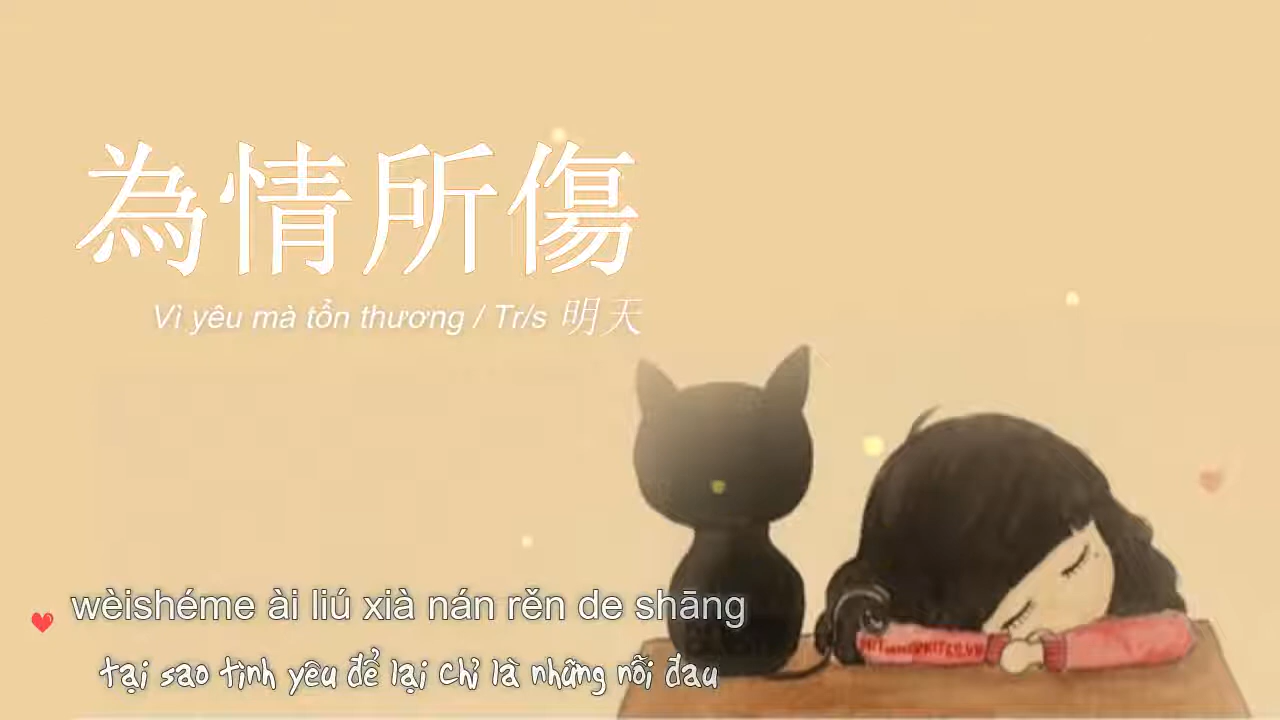 為情所傷
Vì yêu mà tổn thương / Tr/s 明天
wèishéme ài liú xià nán rěn de shāng
tại sao tình yêu để lại chỉ là những nỗi đau